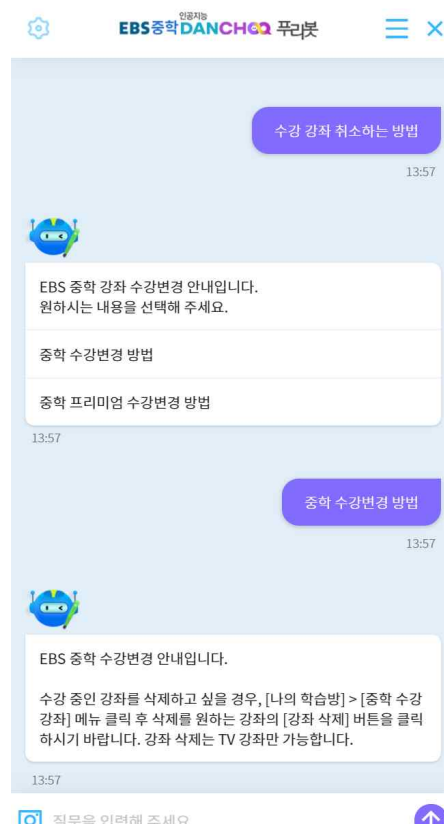 인공지능
EBS중학DANCHOO 푸리봇
수강 강좌 취소하는 방법
13:57
EBS 중학 강좌 수강변경 안내입니다.
원하시는 내용을 선택해 주세요.
중학 수강변경 방법
중학 프리미엄 수강변경 방법
13:57
중학 수강변경 방법
13:57
EBS 중학 수강변경 안내입니다.
수강 중인 강좌를 삭제하고 싶을 경우, [나의 학습방] > [중학 수강
강좌] 메뉴 클릭 후 삭제를 원하는 강좌의 [강좌 삭제] 버튼을 클릭
하시기 바랍니다. 강좌 삭제는 TV 강좌만 가능합니다.
13:57
질문을 입력해 주세요